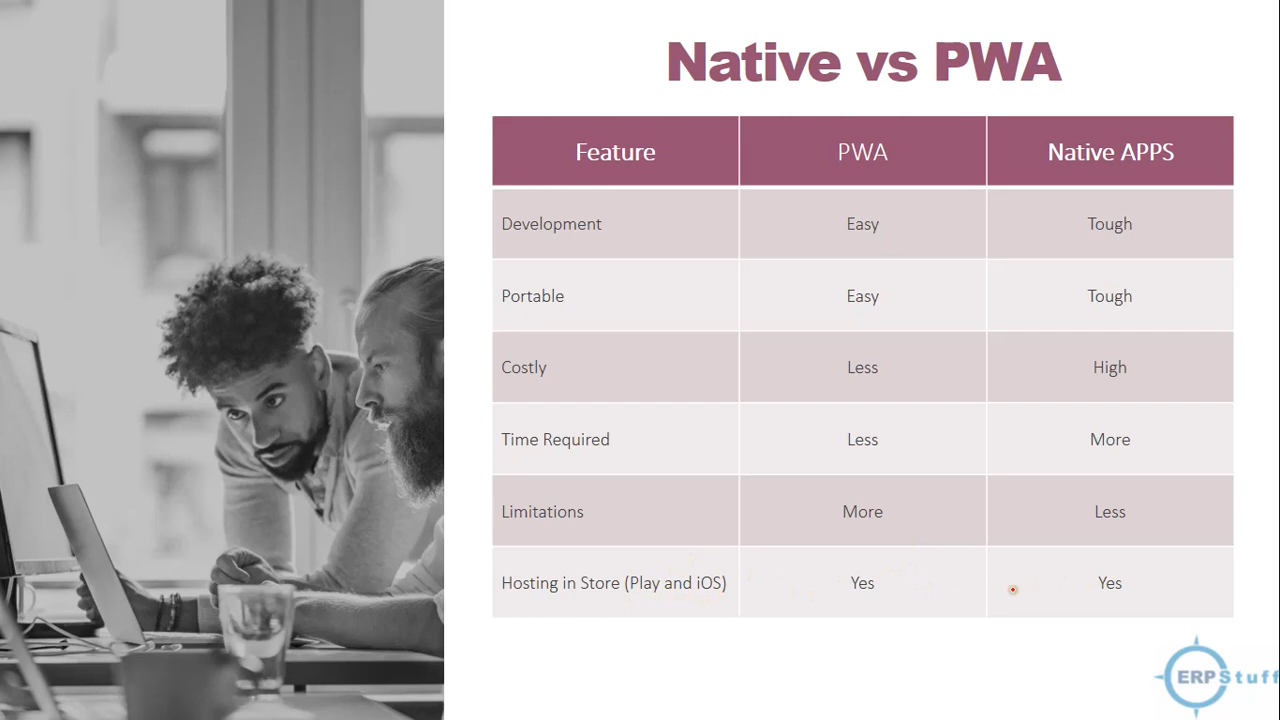 Native vs PWA
Feature PWA Native APPS
Development Easy Tough
Portable Easy Tough
Costly Less High
Time Required Less More
Limitations More Less
Hosting in Store (Play and iOS) Yes Yes
ERPStuff